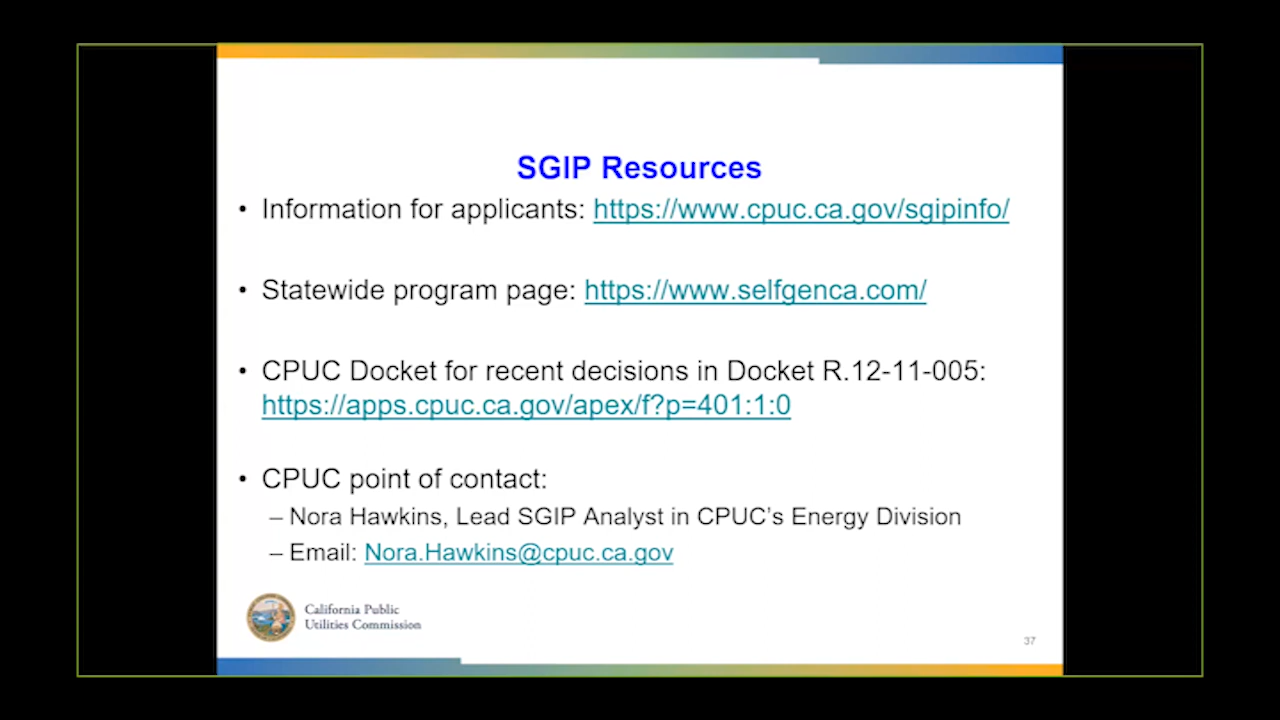 SGIP Resources
• Information for applicants: https://www.cpuc.ca.gov/sgipinfo/
• Statewide program page: https://www.selfgenca.com/
• CPUC Docket for recent decisions in Docket R.12-11-005:
https://apps.cpuc.ca.gov/apex/f?p=401:1:0
• CPUC point of contact:
– Nora Hawkins, Lead SGIP Analyst in CPUC's Energy Division
– Email: Nora.Hawkins@cpuc.ca.gov
California Public
Utilities Commission
37